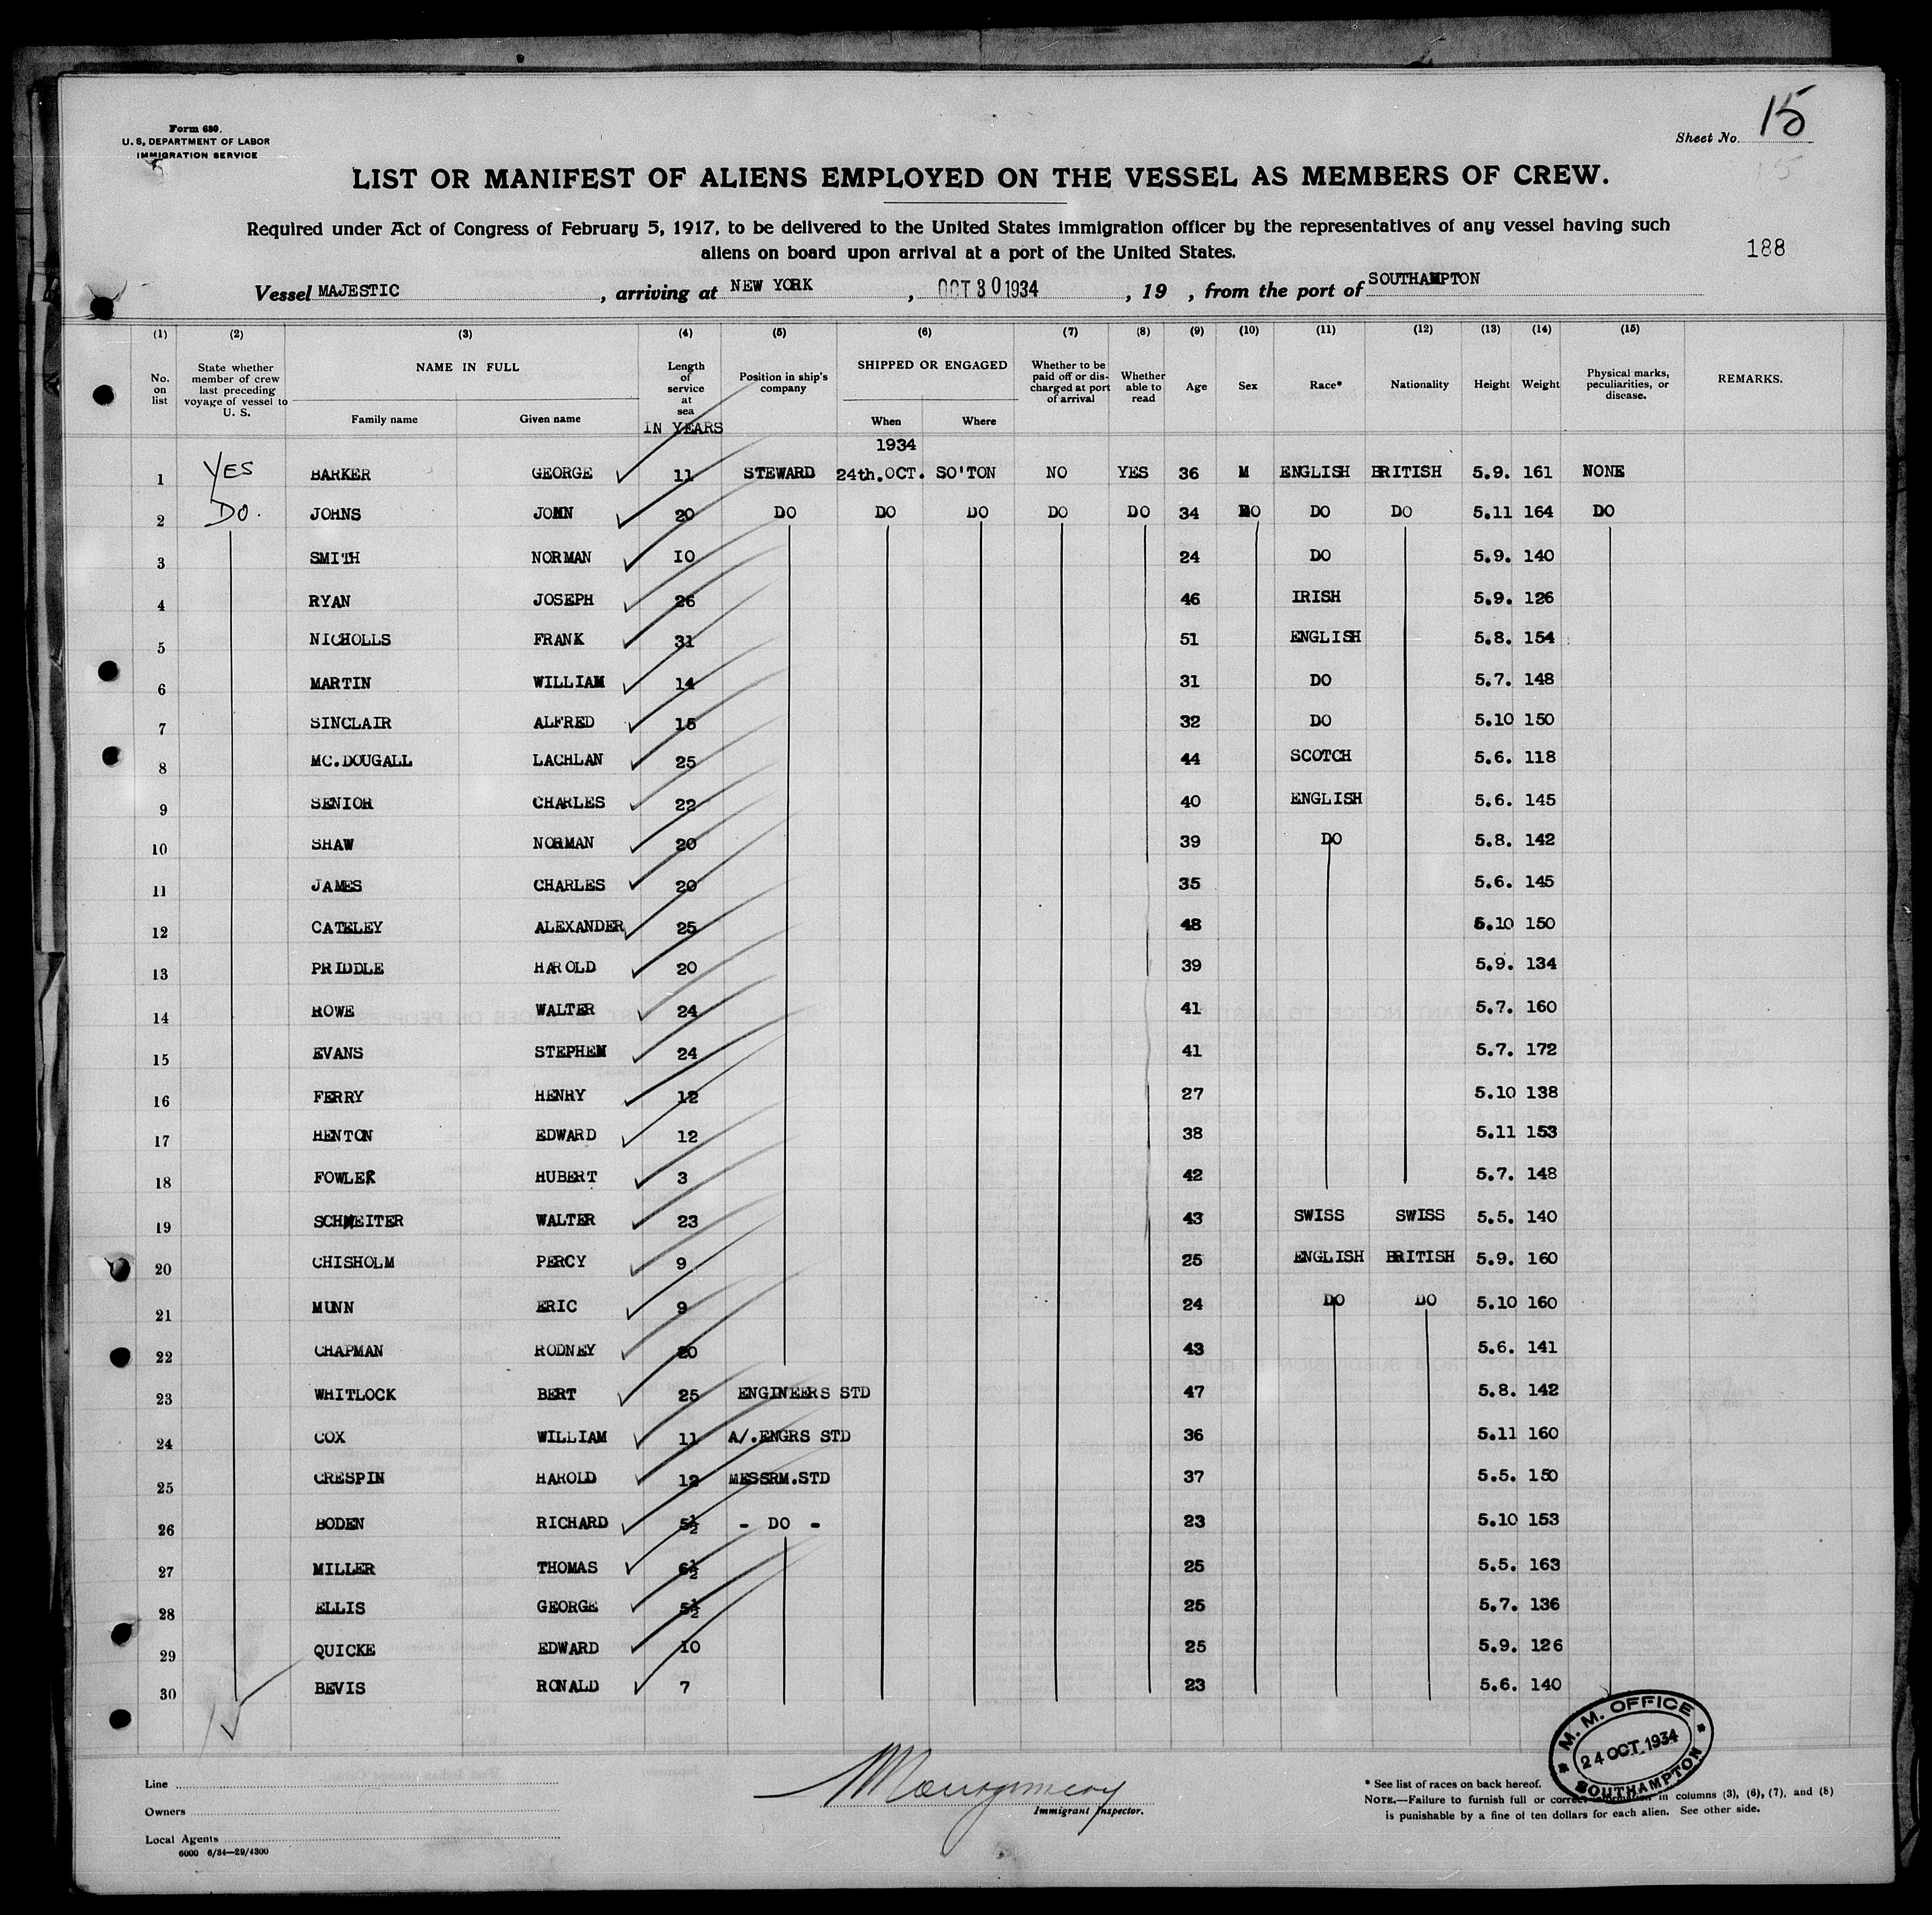 Form 680.
U. S. DEPARTMENT OF LABOR
IMMIGRATION SERVICE
Sheet No. 15
15
LIST OR MANIFEST OF ALIENS EMPLOYED ON THE VESSEL AS MEMBERS OF CREW.
Required under Act of Congress of February 5, 1917, to be delivered to the United States immigration officer by the representatives of any vessel having such
aliens on board upon arrival at a port of the United States.
188
Vessel MAJESTIC, arriving at NEW YORK, OCT 30 1934, 19 , from the port of SOUTHAMPTON
(1) (2) (3) (4) (5) (6) (7) (8) (9) (10) (11) (12) (13) (14) (15)
No. on list
State whether member of crew last preceding voyage of vessel to U. S.
NAME IN FULL
Family name Given name
Length of service at sea
IN YEARS
Position in ship's company
SHIPPED OR ENGAGED
When Where
Whether to be paid off or discharged at port of arrival
Whether able to read
Age Sex Race* Nationality Height Weight
Physical marks, peculiarities, or disease.
REMARKS.
1934
1 YES BARKER GEORGE 11 STEWARD 24th.OCT. SO'TON NO YES 36 M ENGLISH BRITISH 5.9. 161 NONE
2 DO. JOHNS JOHN 20 DO DO DO DO DO 34 DO DO DO 5.11 164 DO
3 SMITH NORMAN IO 24 DO 5.9. 140
4 RYAN JOSEPH 26 46 IRISH 5.9. 126
5 NICHOLLS FRANK 31 51 ENGLISH 5.8. 154
6 MARTIN WILLIAM 14 31 DO 5.7. 148
7 SINCLAIR ALFRED 15 32 DO 5.10 150
8 MC.DOUGALL LACHLAN 25 44 SCOTCH 5.6. 118
9 SENIOR CHARLES 22 40 ENGLISH 5.6. 145
10 SHAW NORMAN 20 39 DO 5.8. 142
11 JAMES CHARLES 20 35 5.6. 145
12 CATELEY ALEXANDER 25 48 5.10 150
13 PRIDDLE HAROLD 20 39 5.9. 134
14 ROWE WALTER 24 41 5.7. 160
15 EVANS STEPHEN 24 41 5.7. 172
16 FERRY HENRY 12 27 5.10 138
17 HENTON EDWARD 12 38 5.11 153
18 FOWLER HUBERT 3 42 5.7. 148
19 SCHMEITER WALTER 23 43 SWISS SWISS 5.5. 140
20 CHISHOLM PERCY 9 25 ENGLISH BRITISH 5.9. 160
21 MUNN ERIC 9 24 DO DO 5.10 160
22 CHAPMAN RODNEY 20 43 5.6. 141
23 WHITLOCK BERT 25 ENGINEERS STD 47 5.8. 142
24 COX WILLIAM 11 A/.ENGRS STD 36 5.11 160
25 CRESPIN HAROLD 12 MESSRM.STD 37 5.5. 150
26 BODEN RICHARD 5½ - DO - 23 5.10 153
27 MILLER THOMAS 6½ 25 5.5. 163
28 ELLIS GEORGE 5½ 25 5.7. 136
29 QUICKE EDWARD 10 25 5.9. 126
30 BEVIS RONALD 7 23 5.6. 140
M. M. OFFICE
24 OCT. 1934
SOUTHAMPTON
Line
Owners
Local Agents
6000 6/34—29/4300
Montgomery
Immigrant Inspector.
* See list of races on back hereof.
NOTE.—Failure to furnish full or correct information in columns (3), (6), (7), and (8)
is punishable by a fine of ten dollars for each alien. See other side.